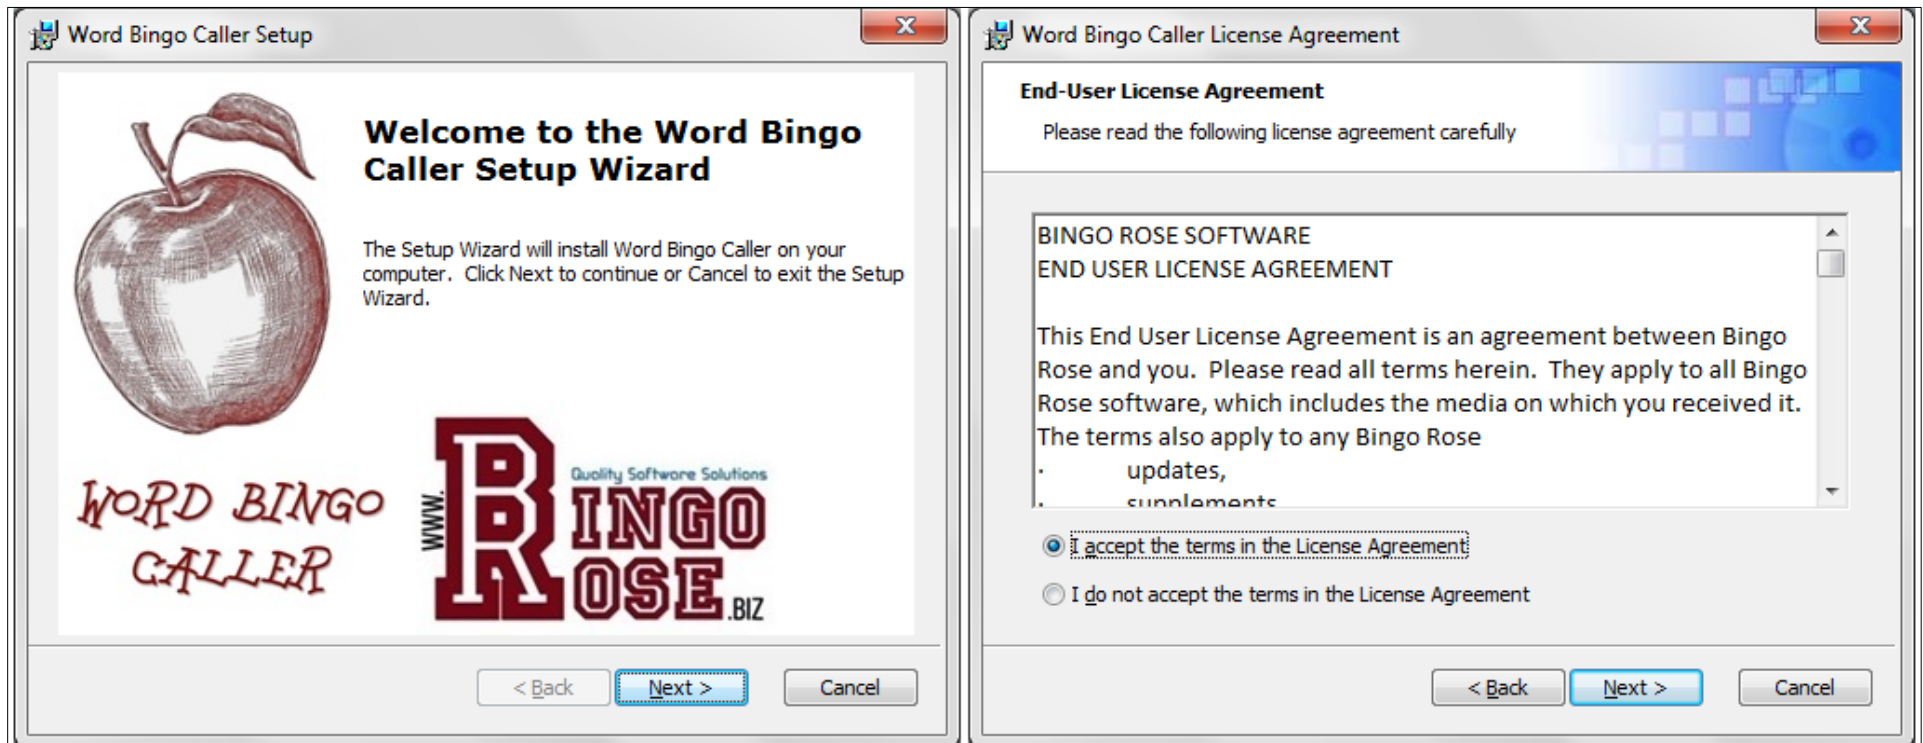 Word Bingo Caller Setup
Welcome to the Word Bingo
Caller Setup Wizard
The Setup Wizard will install Word Bingo Caller on your
computer. Click Next to continue or Cancel to exit the Setup
Wizard.
WORD BINGO
CALLER
www.
Quality Software Solutions
BINGO
ROSE
.BIZ
< Back
Next >
Cancel
Word Bingo Caller License Agreement
End-User License Agreement
Please read the following license agreement carefully
BINGO ROSE SOFTWARE
END USER LICENSE AGREEMENT
This End User License Agreement is an agreement between Bingo
Rose and you. Please read all terms herein. They apply to all Bingo
Rose software, which includes the media on which you received it.
The terms also apply to any Bingo Rose
· updates,
· supplements
I accept the terms in the License Agreement
I do not accept the terms in the License Agreement
< Back
Next >
Cancel